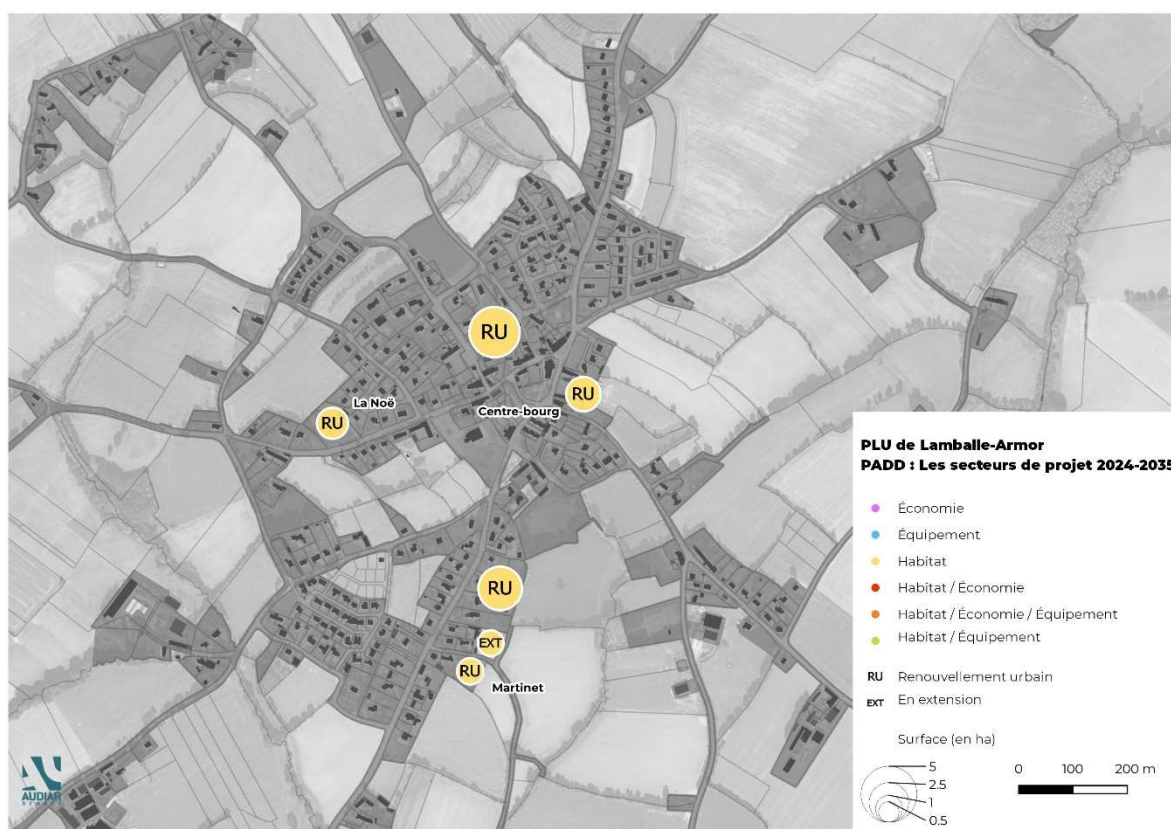 RU
RU
La Noë
RU
Centre-bourg
RU
EXT
RU
Martinet
PLU de Lamballe-Armor
PADD : Les secteurs de projet 2024-2035
Économie
Équipement
Habitat
Habitat / Économie
Habitat / Économie / Équipement
Habitat / Équipement
RU Renouvellement urbain
EXT En extension
Surface (en ha)
5
2.5
1
0.5
0 100 200 m
AU
AUDIAR
RENNES